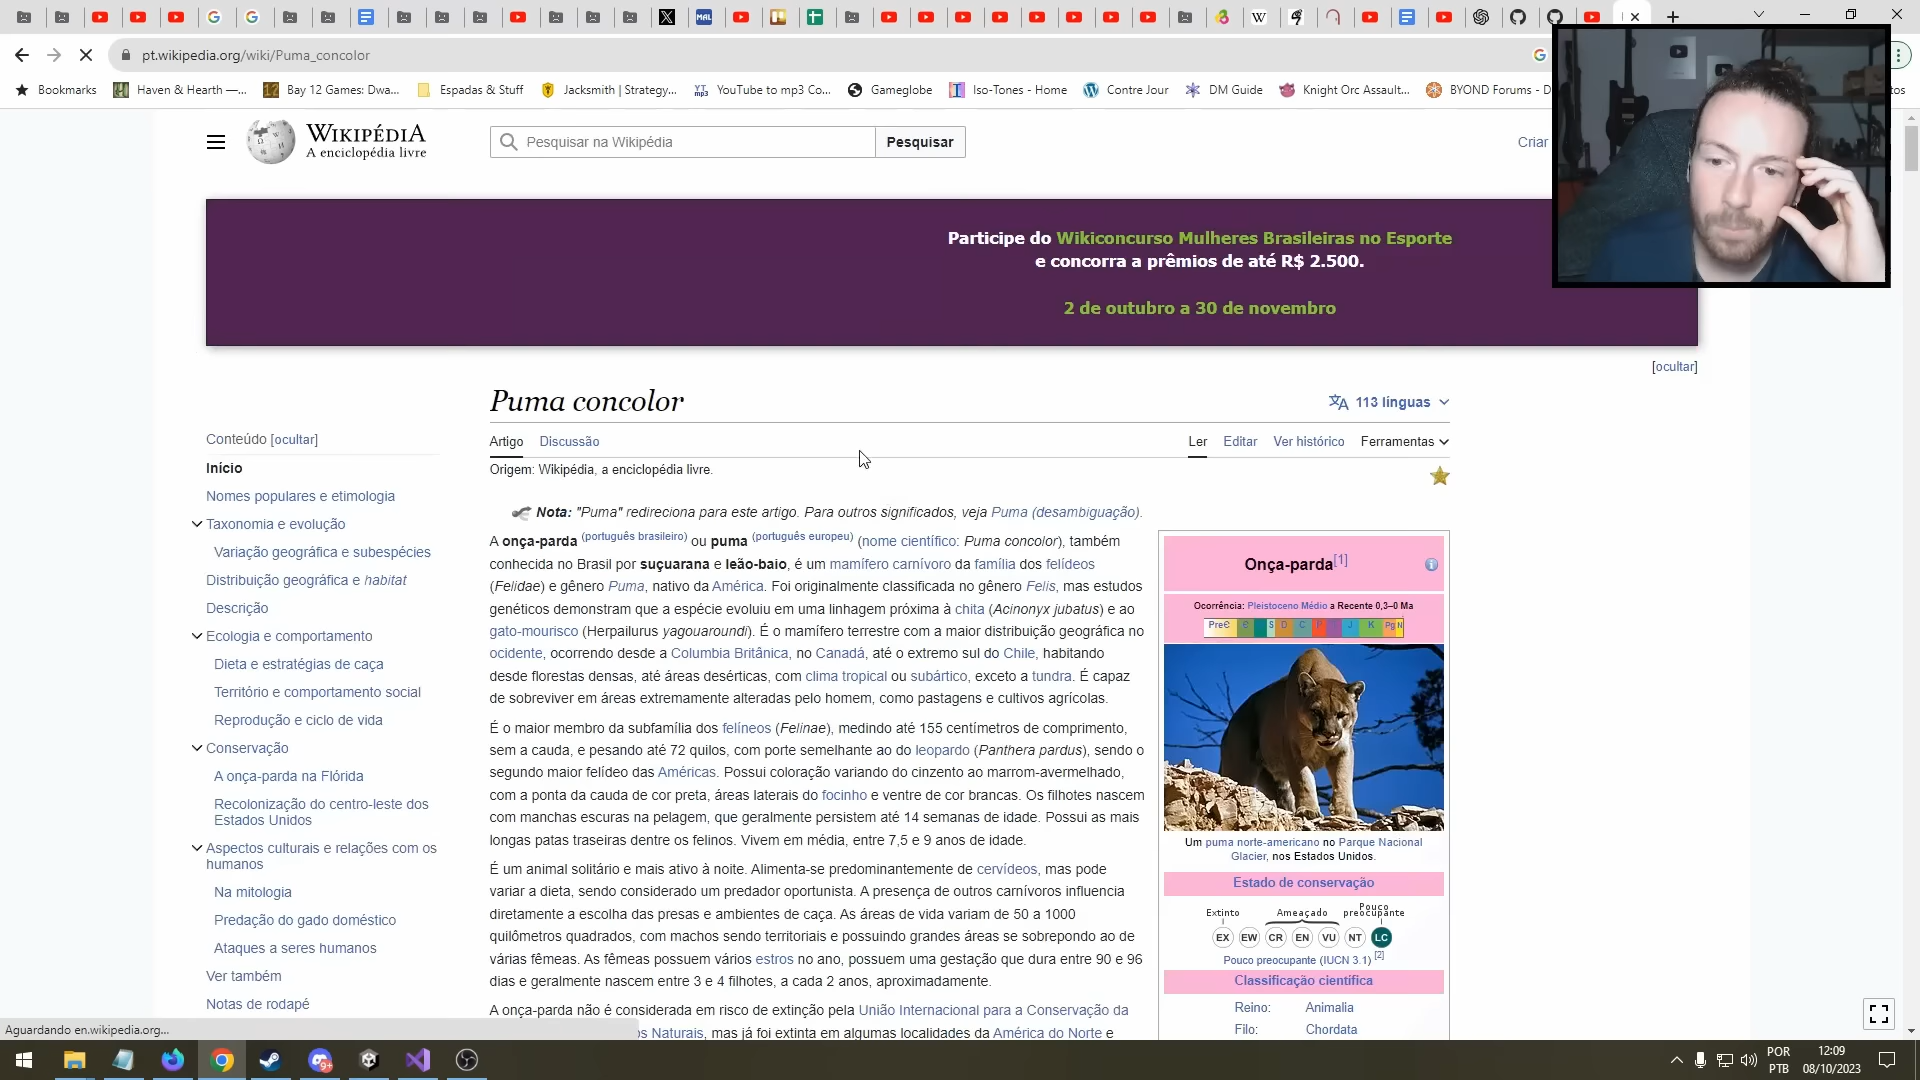 pt.wikipedia.org/wiki/Puma_concolor
Bookmarks
Haven & Hearth —...
Bay 12 Games: Dwa...
Espadas & Stuff
Jacksmith | Strategy...
YouTube to mp3 Co...
Gameglobe
Iso-Tones - Home
Contre Jour
DM Guide
Knight Orc Assault...
BYOND Forums - D
WIKIPÉDIA
A enciclopédia livre
Pesquisar na Wikipédia
Pesquisar
Criar
Participe do Wikiconcurso Mulheres Brasileiras no Esporte
e concorra a prêmios de até R$ 2.500.
2 de outubro a 30 de novembro
[ocultar]
Puma concolor
113 línguas
Artigo
Discussão
Ler
Editar
Ver histórico
Ferramentas
Origem: Wikipédia, a enciclopédia livre.
Conteúdo [ocultar]
Início
Nomes populares e etimologia
Taxonomia e evolução
Variação geográfica e subespécies
Distribuição geográfica e habitat
Descrição
Ecologia e comportamento
Dieta e estratégias de caça
Território e comportamento social
Reprodução e ciclo de vida
Conservação
A onça-parda na Flórida
Recolonização do centro-leste dos
Estados Unidos
Aspectos culturais e relações com os
humanos
Na mitologia
Predação do gado doméstico
Ataques a seres humanos
Ver também
Notas de rodapé
Nota: "Puma" redireciona para este artigo. Para outros significados, veja Puma (desambiguação).
A onça-parda (português brasileiro) ou puma (português europeu) (nome científico: Puma concolor), também
conhecida no Brasil por suçuarana e leão-baio, é um mamífero carnívoro da família dos felídeos
(Felidae) e gênero Puma, nativo da América. Foi originalmente classificada no gênero Felis, mas estudos
genéticos demonstram que a espécie evoluiu em uma linhagem próxima à chita (Acinonyx jubatus) e ao
gato-mourisco (Herpailurus yagouaroundi). É o mamífero terrestre com a maior distribuição geográfica no
ocidente, ocorrendo desde a Columbia Britânica, no Canadá, até o extremo sul do Chile, habitando
desde florestas densas, até áreas desérticas, com clima tropical ou subártico, exceto a tundra. É capaz
de sobreviver em áreas extremamente alteradas pelo homem, como pastagens e cultivos agrícolas.
É o maior membro da subfamília dos felíneos (Felinae), medindo até 155 centímetros de comprimento,
sem a cauda, e pesando até 72 quilos, com porte semelhante ao do leopardo (Panthera pardus), sendo o
segundo maior felídeo das Américas. Possui coloração variando do cinzento ao marrom-avermelhado,
com a ponta da cauda de cor preta, áreas laterais do focinho e ventre de cor brancas. Os filhotes nascem
com manchas escuras na pelagem, que geralmente persistem até 14 semanas de idade. Possui as mais
longas patas traseiras dentre os felinos. Vivem em média, entre 7,5 e 9 anos de idade.
É um animal solitário e mais ativo à noite. Alimenta-se predominantemente de cervídeos, mas pode
variar a dieta, sendo considerado um predador oportunista. A presença de outros carnívoros influencia
diretamente a escolha das presas e ambientes de caça. As áreas de vida variam de 50 a 1000
quilômetros quadrados, com machos sendo territoriais e possuindo grandes áreas se sobrepondo ao de
várias fêmeas. As fêmeas possuem vários estros no ano, possuem uma gestação que dura entre 90 e 96
dias e geralmente nascem entre 3 e 4 filhotes, a cada 2 anos, aproximadamente.
A onça-parda não é considerada em risco de extinção pela União Internacional para a Conservação da
os Naturais, mas já foi extinta em algumas localidades da América do Norte e
Onça-parda[1]
Ocorrência: Pleistoceno Médio a Recente 0,3–0 Ma
PreЄ Є S D C P J K Pg N
Um puma norte-americano no Parque Nacional
Glacier, nos Estados Unidos.
Estado de conservação
Extinto
Ameaçado
Pouco
preocupante
EX EW CR EN VU NT LC
Pouco preocupante (IUCN 3.1) [2]
Classificação científica
Reino: Animalia
Filo: Chordata
Aguardando en.wikipedia.org...
POR
PTB
12:09
08/10/2023